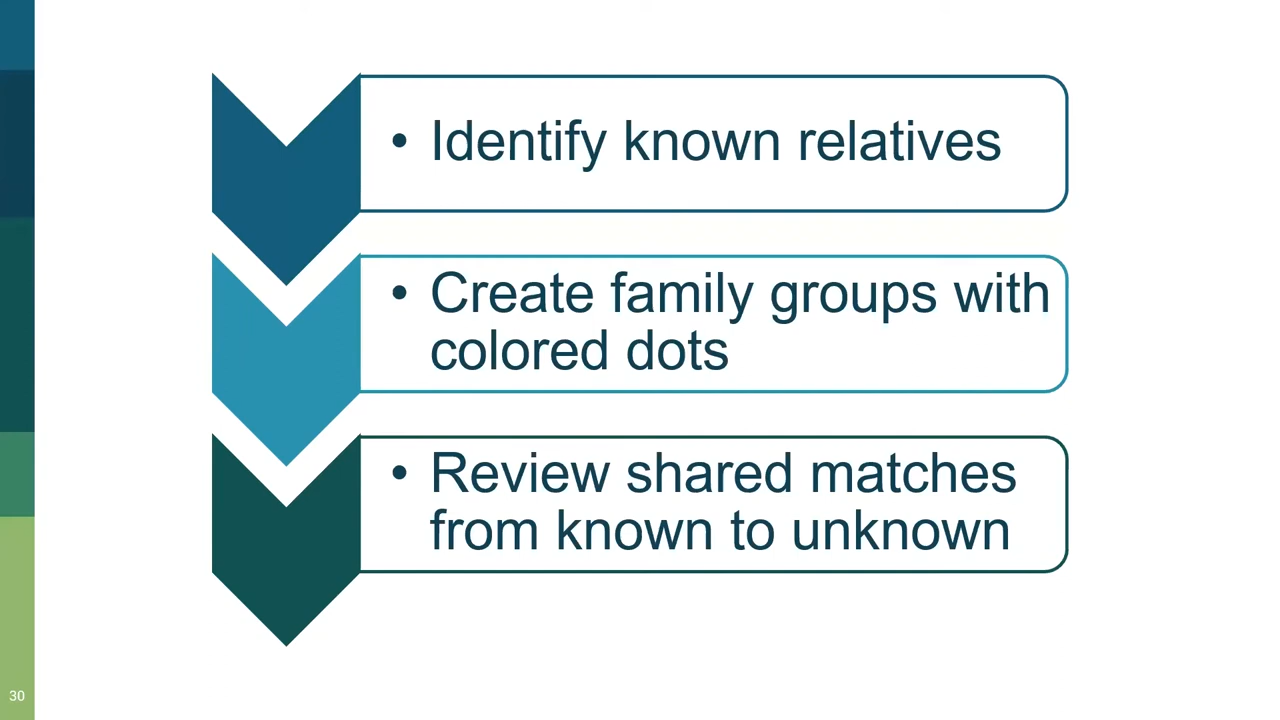 • Identify known relatives
• Create family groups with
colored dots
• Review shared matches
from known to unknown
30